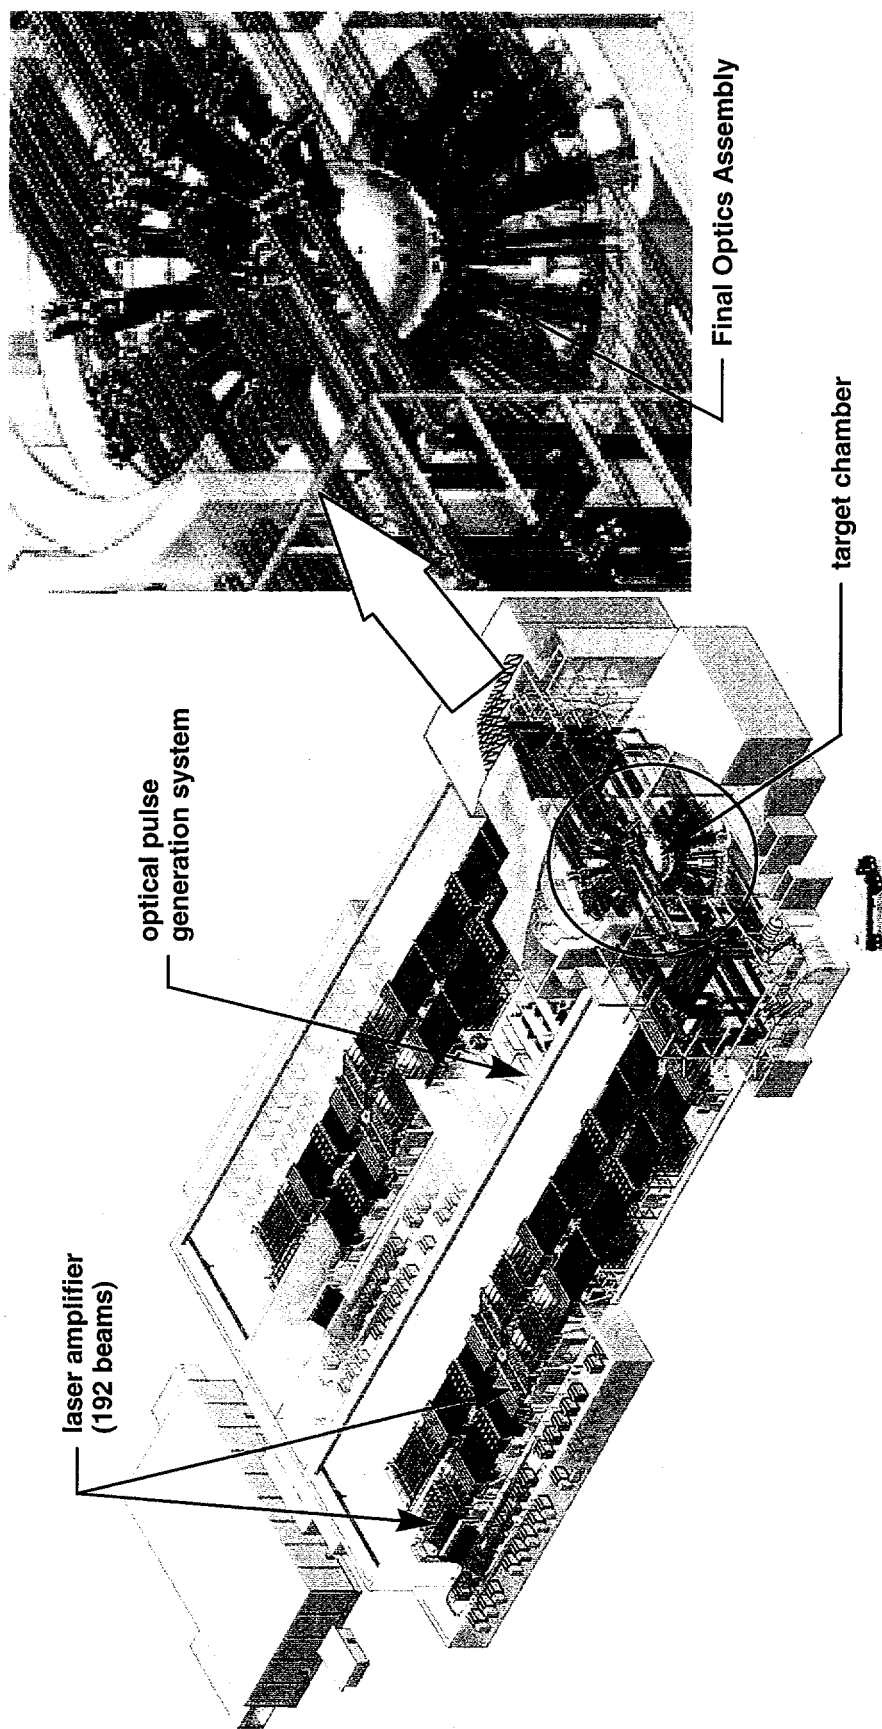 laser amplifier
(192 beams)
optical pulse
generation system
target chamber
Final Optics Assembly